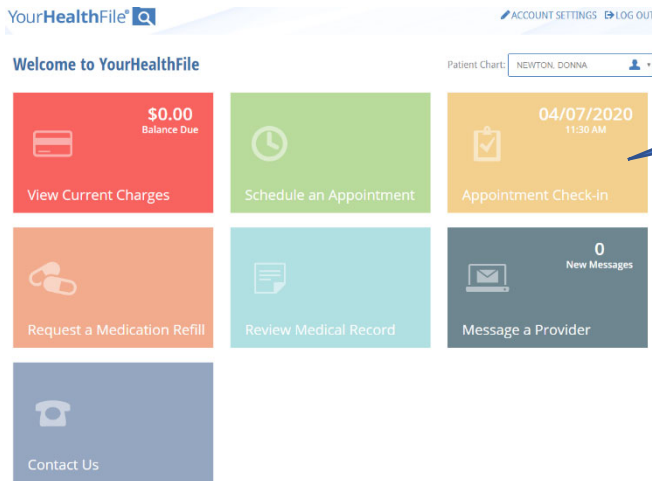 YourHealthFile®
ACCOUNT SETTINGS LOG OUT
Welcome to YourHealthFile
Patient Chart: NEWTON, DONNA
$0.00
Balance Due
View Current Charges
Schedule an Appointment
04/07/2020
11:30 AM
Appointment Check-in
Request a Medication Refill
Review Medical Record
0
New Messages
Message a Provider
Contact Us